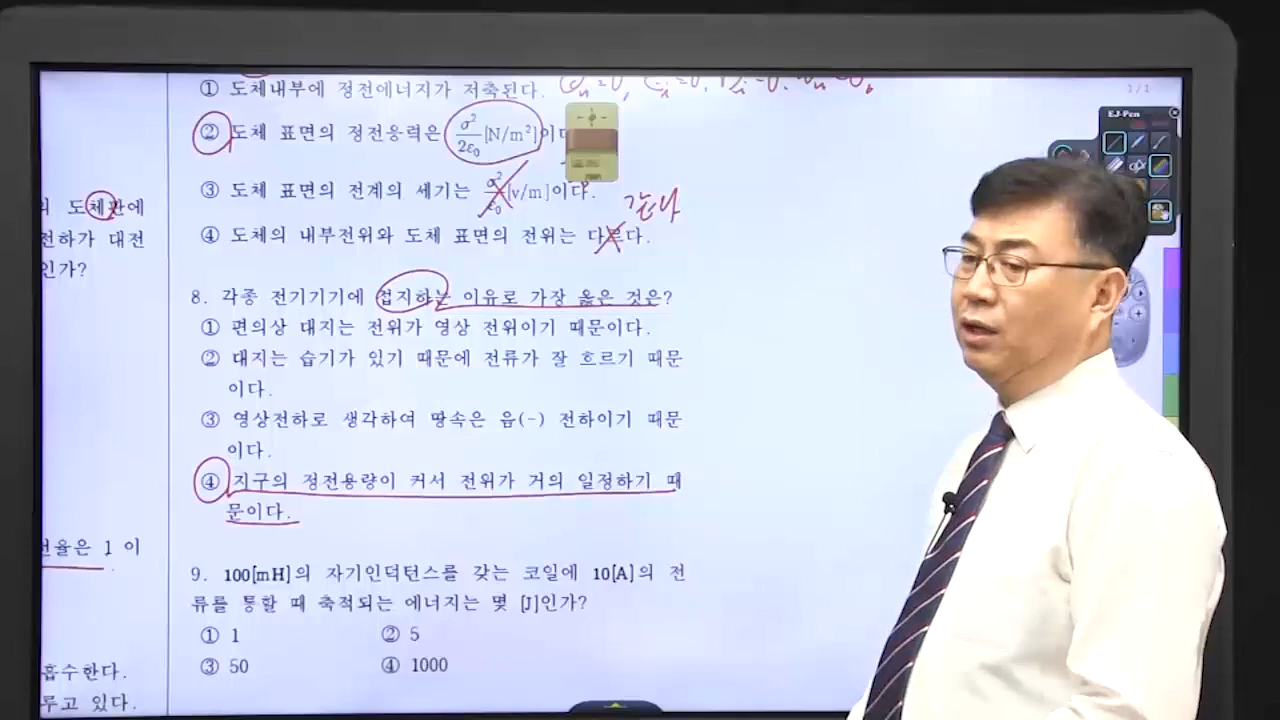 ① 도체내부에 정전에너지가 저축된다.
② 도체 표면의 정전응력은 σ²/2ε₀[N/m²]이다
③ 도체 표면의 전계의 세기는 σ²/ε₀[v/m]이다.
같다
④ 도체의 내부전위와 도체 표면의 전위는 다르다.
8. 각종 전기기기에 접지하는 이유로 가장 옳은 것은?
① 편의상 대지는 전위가 영상 전위이기 때문이다.
② 대지는 습기가 있기 때문에 전류가 잘 흐르기 때문
이다.
③ 영상전하로 생각하여 땅속은 음(-) 전하이기 때문
이다.
④ 지구의 정전용량이 커서 전위가 거의 일정하기 때
문이다.
9. 100[mH]의 자기인덕턴스를 갖는 코일에 10[A]의 전
류를 통할 때 축적되는 에너지는 몇 [J]인가?
① 1 ② 5
③ 50 ④ 1000
도체판에
전하가 대전
인가?
1 이
흡수한다.
루고 있다.
1/1
EJ-Pen